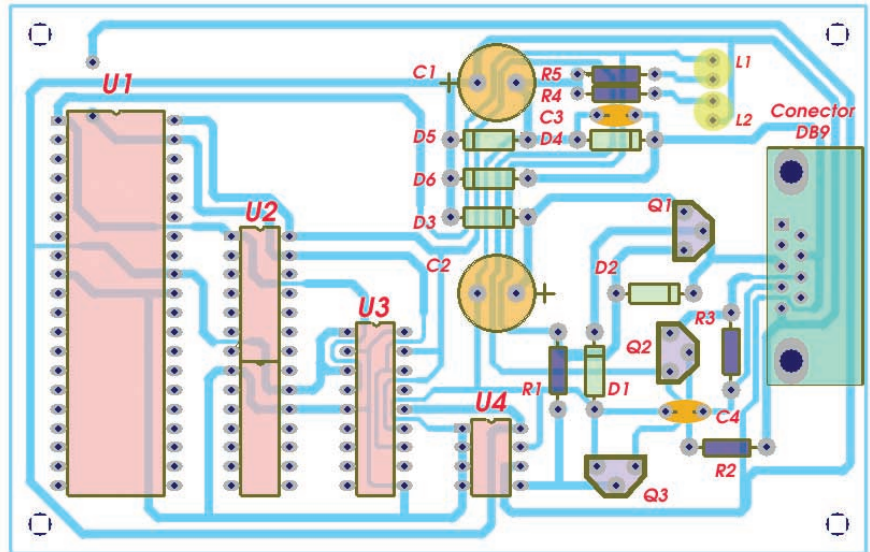 U1
C1
R5
L1
R4
C3
Conector
DB9
L2
D5
D4
D6
U2
D3
Q1
C2
D2
U3
R3
Q2
R1
D1
U4
C4
R2
Q3